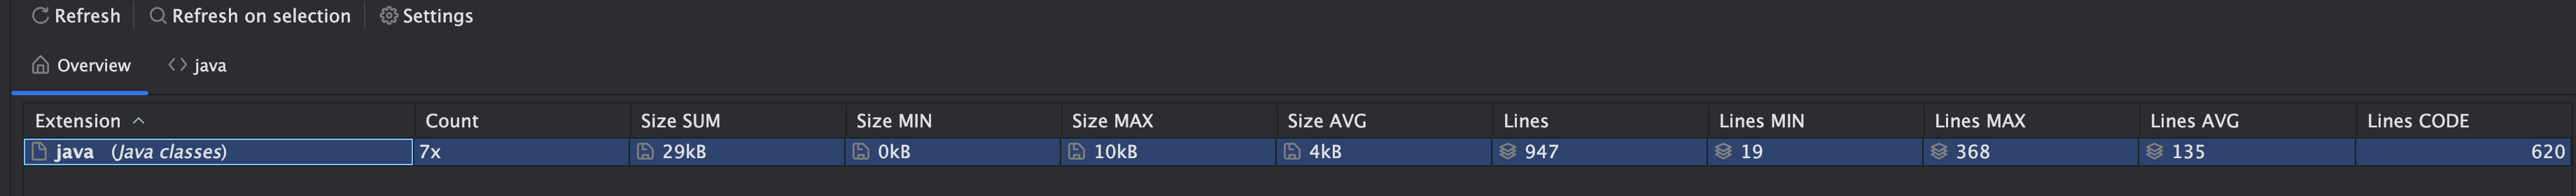 Refresh Refresh on selection Settings
Overview java
Extension Count Size SUM Size MIN Size MAX Size AVG Lines Lines MIN Lines MAX Lines AVG Lines CODE
java (Java classes) 7x 29kB 0kB 10kB 4kB 947 19 368 135 620